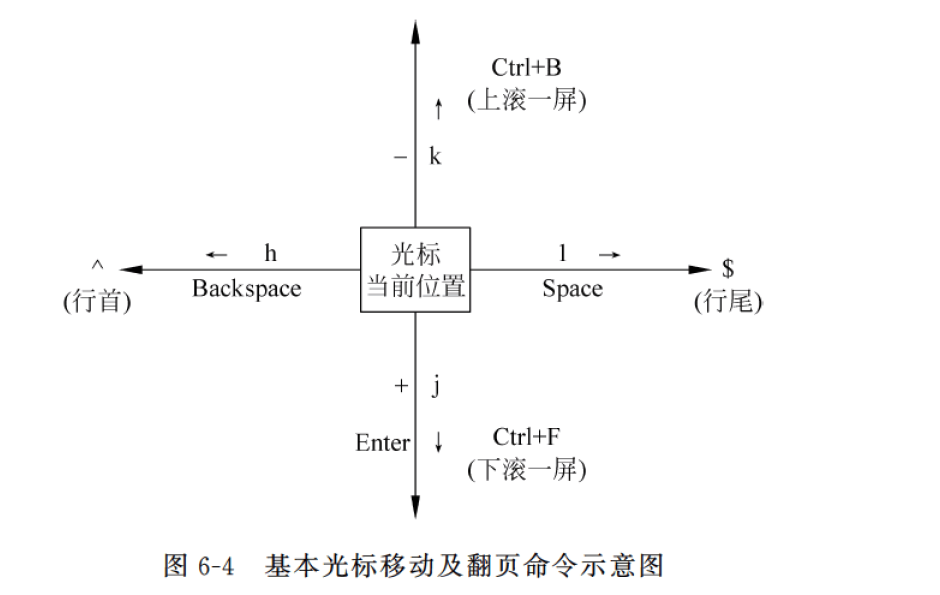 Ctrl+B
↑ (上滚一屏)
− k
← h
光标
l →
^
$
Backspace
当前位置
Space
(行首)
(行尾)
+ j
Enter ↓ Ctrl+F
(下滚一屏)
图 6-4 基本光标移动及翻页命令示意图